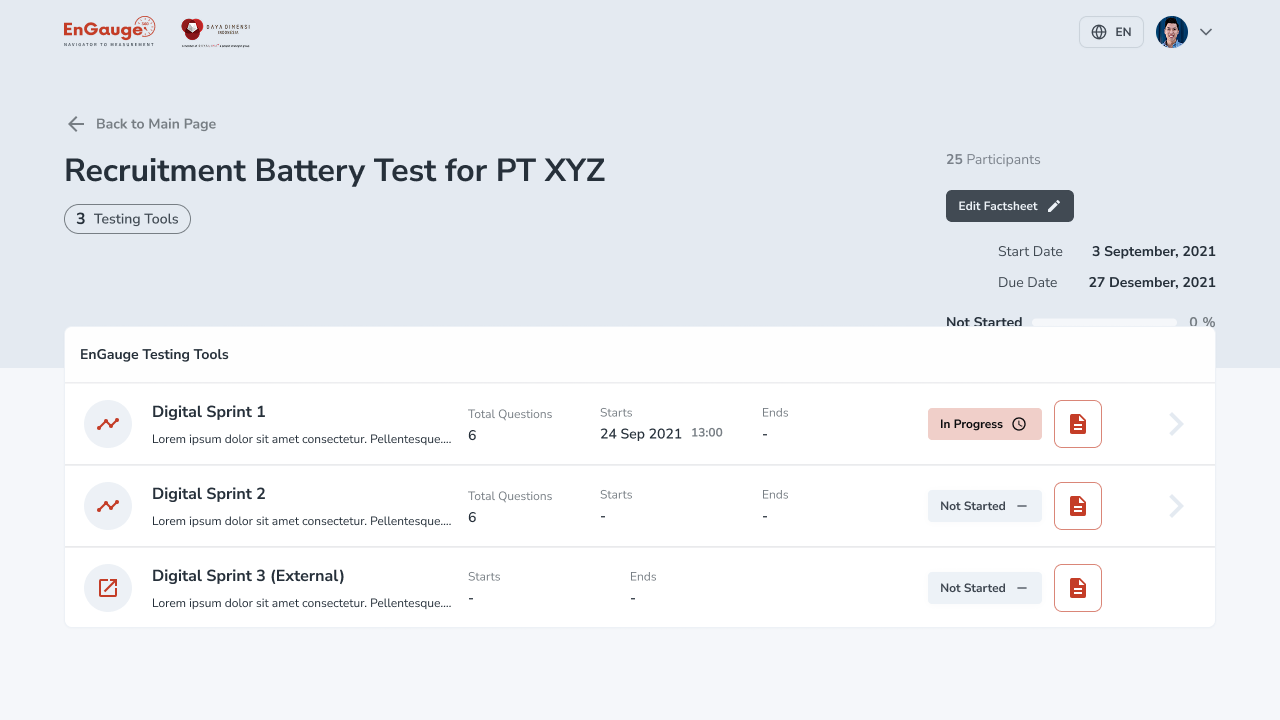 EnGauge
NAVIGATOR TO MEASUREMENT
DAYA DIMENSI
INDONESIA
EN
Back to Main Page
Recruitment Battery Test for PT XYZ
3 Testing Tools
25 Participants
Edit Factsheet
Start Date 3 September, 2021
Due Date 27 Desember, 2021
Not Started 0 %
EnGauge Testing Tools
Digital Sprint 1
Lorem ipsum dolor sit amet consectetur. Pellentesque....
Total Questions
6
Starts
24 Sep 2021 13:00
Ends
-
In Progress
Digital Sprint 2
Lorem ipsum dolor sit amet consectetur. Pellentesque....
Total Questions
6
Starts
-
Ends
-
Not Started
Digital Sprint 3 (External)
Lorem ipsum dolor sit amet consectetur. Pellentesque....
Starts
-
Ends
-
Not Started